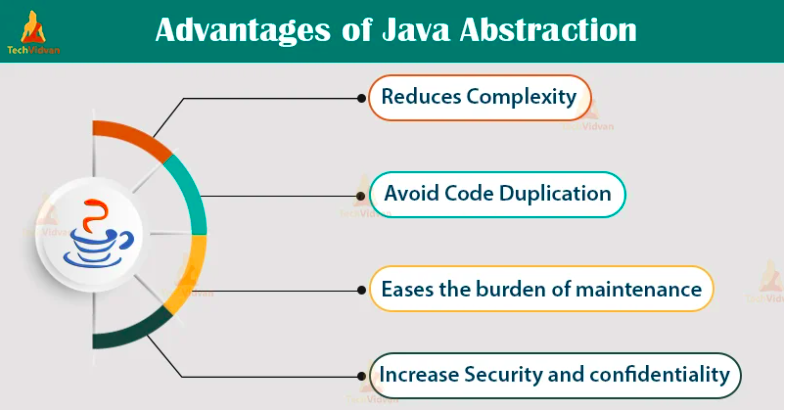 Advantages of Java Abstraction
TechVidvan
Reduces Complexity
Avoid Code Duplication
Eases the burden of maintenance
Increase Security and confidentiality